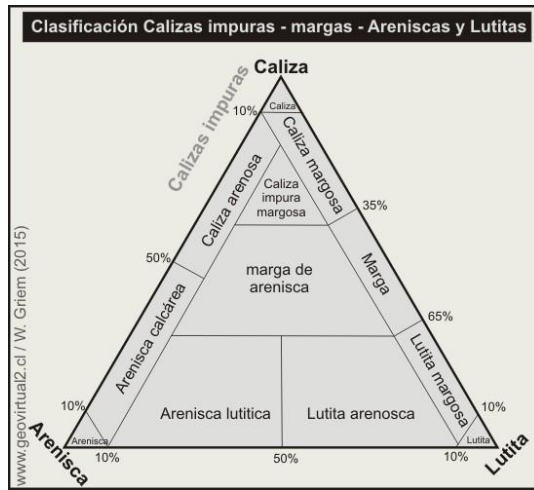 Clasificación Calizas impuras - margas - Areniscas y Lutitas
Caliza
Calizas impuras
Caliza
10%
Caliza margosa
Caliza arenosa
Caliza
impura
margosa
35%
50%
marga de
arenisca
Marga
Arenisca calcárea
65%
Lutita margosa
10%
10%
Arenisca lutitica
Lutita arenosca
Arenisca
Lutita
Arenisca
10%
50%
10%
Lutita
www.geovirtual2.cl / W. Griem (2015)